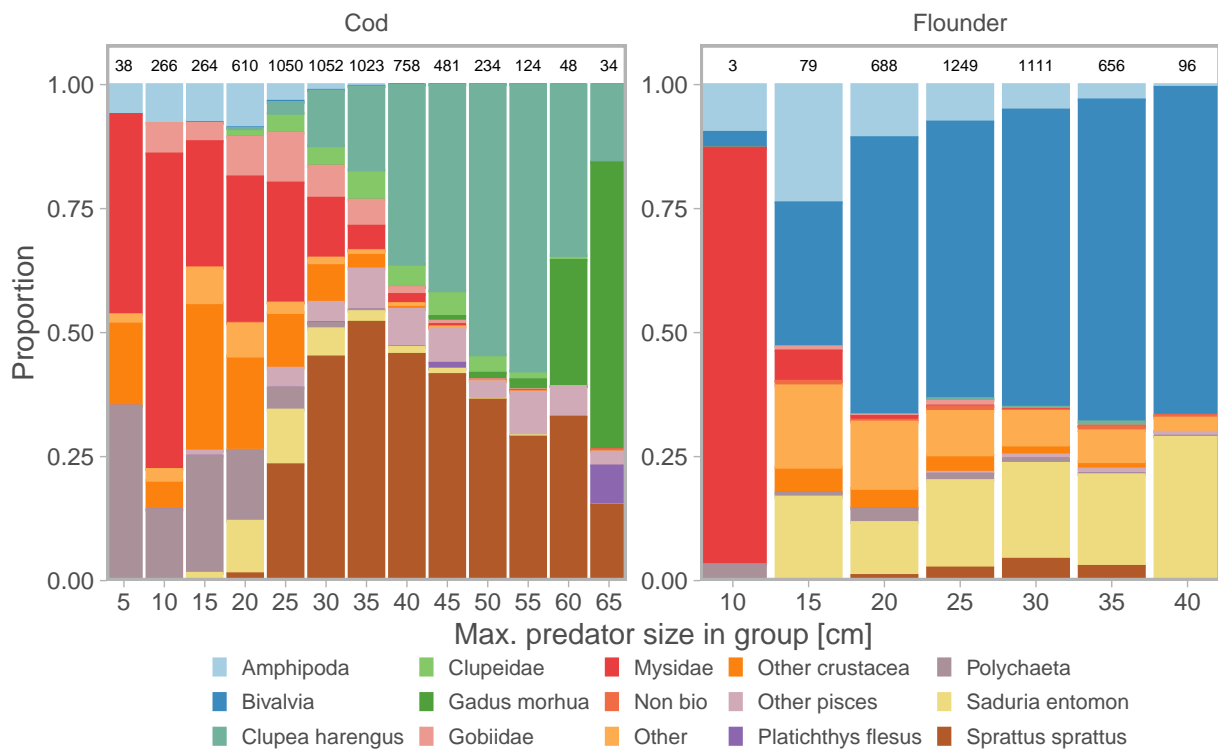 Cod Flounder
38 266 264 610 1050 1052 1023 758 481 234 124 48 34 3 79 688 1249 1111 656 96
1.00 1.00
0.75 0.75
Proportion
0.50 0.50
0.25 0.25
0.00 0.00
5 10 15 20 25 30 35 40 45 50 55 60 65 10 15 20 25 30 35 40
Max. predator size in group [cm]
Amphipoda Clupeidae Mysidae Other crustacea Polychaeta
Bivalvia Gadus morhua Non bio Other pisces Saduria entomon
Clupea harengus Gobiidae Other Platichthys flesus Sprattus sprattus